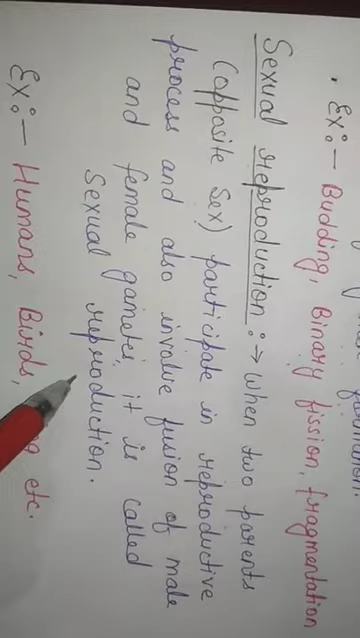 Ex:- Budding, Binary fission, fragmentation
Sexual reproduction :→ When two parents
(opposite Sex) participate in reproductive
process and also involve fusion of male
and female gametes, it is called
Sexual reproduction.
Ex:- Humans, Birds, etc.